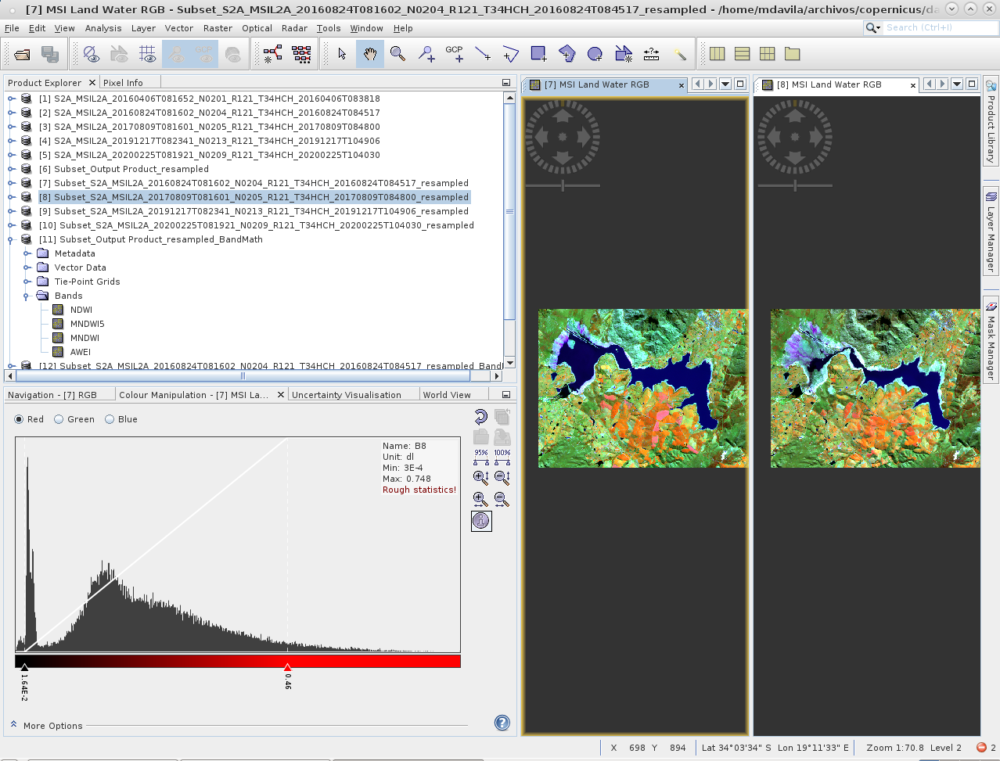 [7] MSI Land Water RGB - Subset_S2A_MSIL2A_20160824T081602_N0204_R121_T34HCH_20160824T084517_resampled - /home/mdavila/archivos/copernicus/da
File Edit View Analysis Layer Vector Raster Optical Radar Tools Window Help
Search (Ctrl+I)
GCP GCP
Product Explorer Pixel Info
[1] S2A_MSIL2A_20160406T081652_N0201_R121_T34HCH_20160406T083818
[2] S2A_MSIL2A_20160824T081602_N0204_R121_T34HCH_20160824T084517
[3] S2A_MSIL2A_20170809T081601_N0205_R121_T34HCH_20170809T084800
[4] S2A_MSIL2A_20191217T082341_N0213_R121_T34HCH_20191217T104906
[5] S2A_MSIL2A_20200225T081921_N0209_R121_T34HCH_20200225T104030
[6] Subset_Output Product_resampled
[7] Subset_S2A_MSIL2A_20160824T081602_N0204_R121_T34HCH_20160824T084517_resampled
[8] Subset_S2A_MSIL2A_20170809T081601_N0205_R121_T34HCH_20170809T084800_resampled
[9] Subset_S2A_MSIL2A_20191217T082341_N0213_R121_T34HCH_20191217T104906_resampled
[10] Subset_S2A_MSIL2A_20200225T081921_N0209_R121_T34HCH_20200225T104030_resampled
[11] Subset_Output Product_resampled_BandMath
Metadata
Vector Data
Tie-Point Grids
Bands
NDWI
MNDWI5
MNDWI
AWEI
[12] Subset_S2A_MSIL2A_20160824T081602_N0204_R121_T34HCH_20160824T084517_resampled_Band
Navigation - [7] RGB Colour Manipulation - [7] MSI La... Uncertainty Visualisation World View
Red Green Blue
Name: B8
Unit: dl
Min: 3E-4
Max: 0.748
Rough statistics!
95% 100%
1.64E-2 0.46
More Options
[7] MSI Land Water RGB
[8] MSI Land Water RGB
Product Library
Layer Manager
Mask Manager
X 698 Y 894 Lat 34°03'34" S Lon 19°11'33" E Zoom 1:70.8 Level 2 2